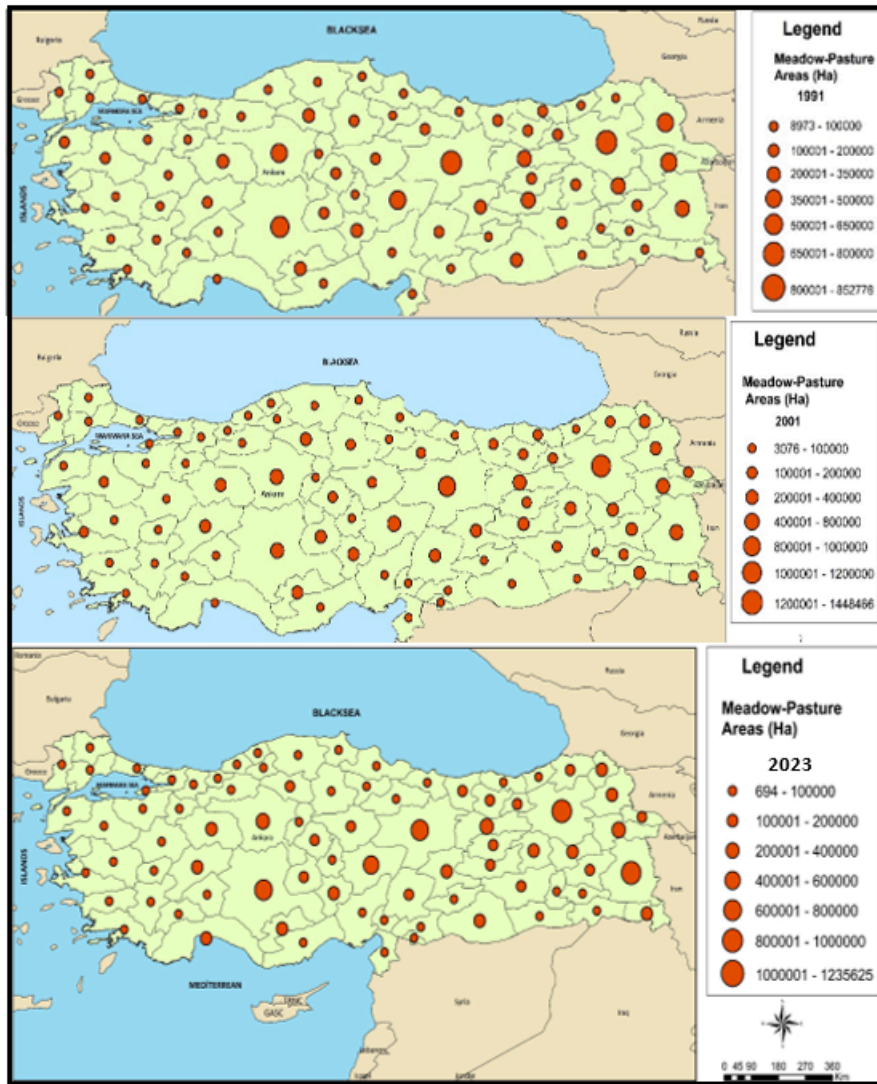 BLACKSEA
Bulgaria
Russia
Georgia
Greece
MARMARA SEA
Armenia
Ankara
Iran
ISLANDS
Legend
Meadow-Pasture
Areas (Ha)
1991
8973 - 100000
100001 - 200000
200001 - 350000
350001 - 500000
500001 - 650000
650001 - 800000
800001 - 852778
BLACKSEA
Bulgaria
Russia
Georgia
Greece
MARMARA SEA
Armenia
Ankara
Iran
ISLANDS
Legend
Meadow-Pasture
Areas (Ha)
2001
3076 - 100000
100001 - 200000
200001 - 400000
400001 - 800000
800001 - 1000000
1000001 - 1200000
1200001 - 1448466
Romania
Russia
Bulgaria
BLACKSEA
Georgia
Greece
MARMARA SEA
Armenia
Azerbaijan
Ankara
ISLANDS
Iran
MEDİTERREAN
GASC
Syria
Iraq
Legend
Meadow-Pasture
Areas (Ha)
2023
694 - 100000
100001 - 200000
200001 - 400000
400001 - 600000
600001 - 800000
800001 - 1000000
1000001 - 1235625
0 45 90 180 270 360
Km